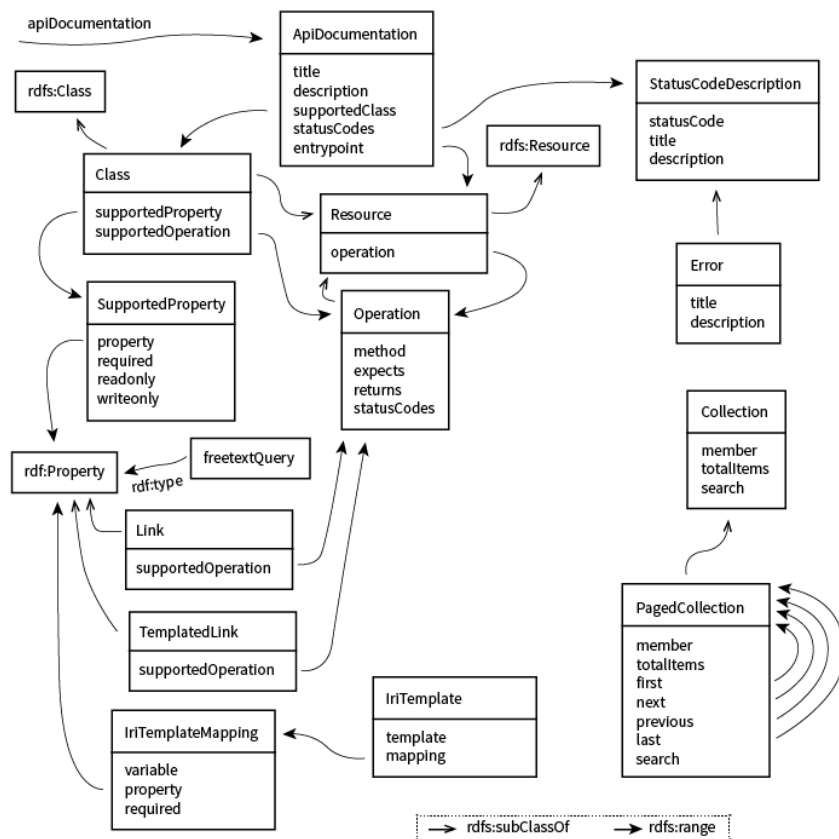 apiDocumentation
ApiDocumentation
title
description
supportedClass
statusCodes
entrypoint
rdfs:Class
StatusCodeDescription
statusCode
title
description
rdfs:Resource
Class
supportedProperty
supportedOperation
Resource
operation
Error
title
description
SupportedProperty
property
required
readonly
writeonly
Operation
method
expects
returns
statusCodes
Collection
member
totalItems
search
rdf:Property
rdf:type
freetextQuery
Link
supportedOperation
TemplatedLink
supportedOperation
PagedCollection
member
totalItems
first
next
previous
last
search
IriTemplate
template
mapping
IriTemplateMapping
variable
property
required
rdfs:subClassOf
rdfs:range